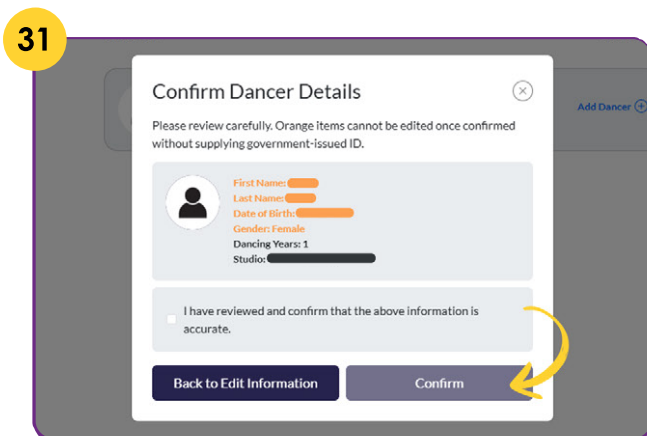 31
Confirm Dancer Details
Add Dancer
Please review carefully. Orange items cannot be edited once confirmed
without supplying government-issued ID.
First Name:
Last Name:
Date of Birth:
Gender: Female
Dancing Years: 1
Studio:
I have reviewed and confirm that the above information is
accurate.
Back to Edit Information
Confirm